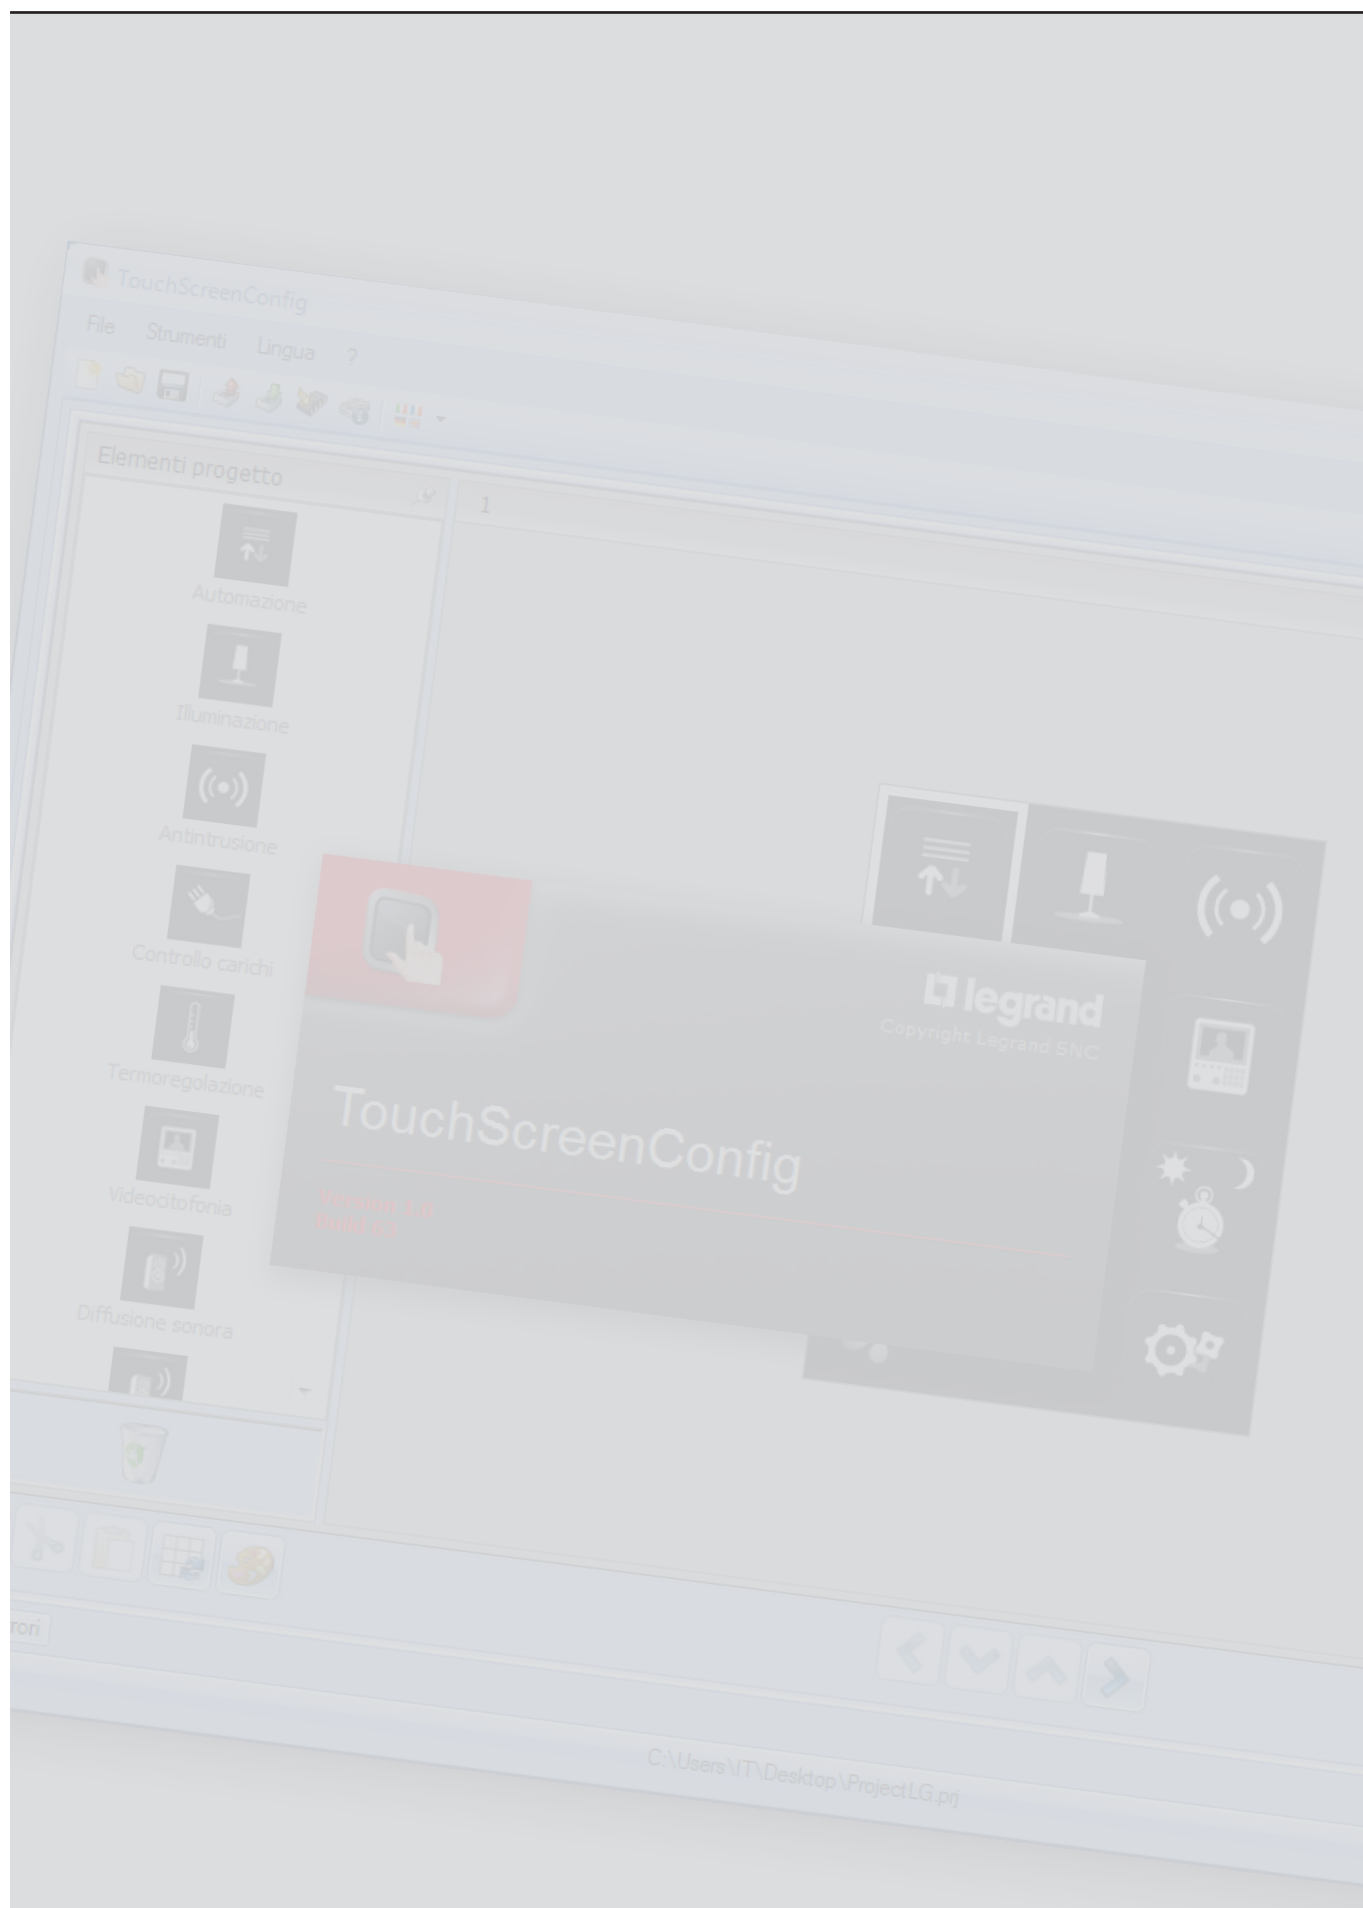 TouchScreenConfig
File Strumenti Lingua ?
Elementi progetto
1
Automazione
Illuminazione
Antintrusione
Controllo carichi
Termoregolazione
Videocitofonia
Diffusione sonora
legrand
Copyright Legrand SNC
TouchScreenConfig
rori
C:\Users\IT\Desktop\ProjectLG.prj